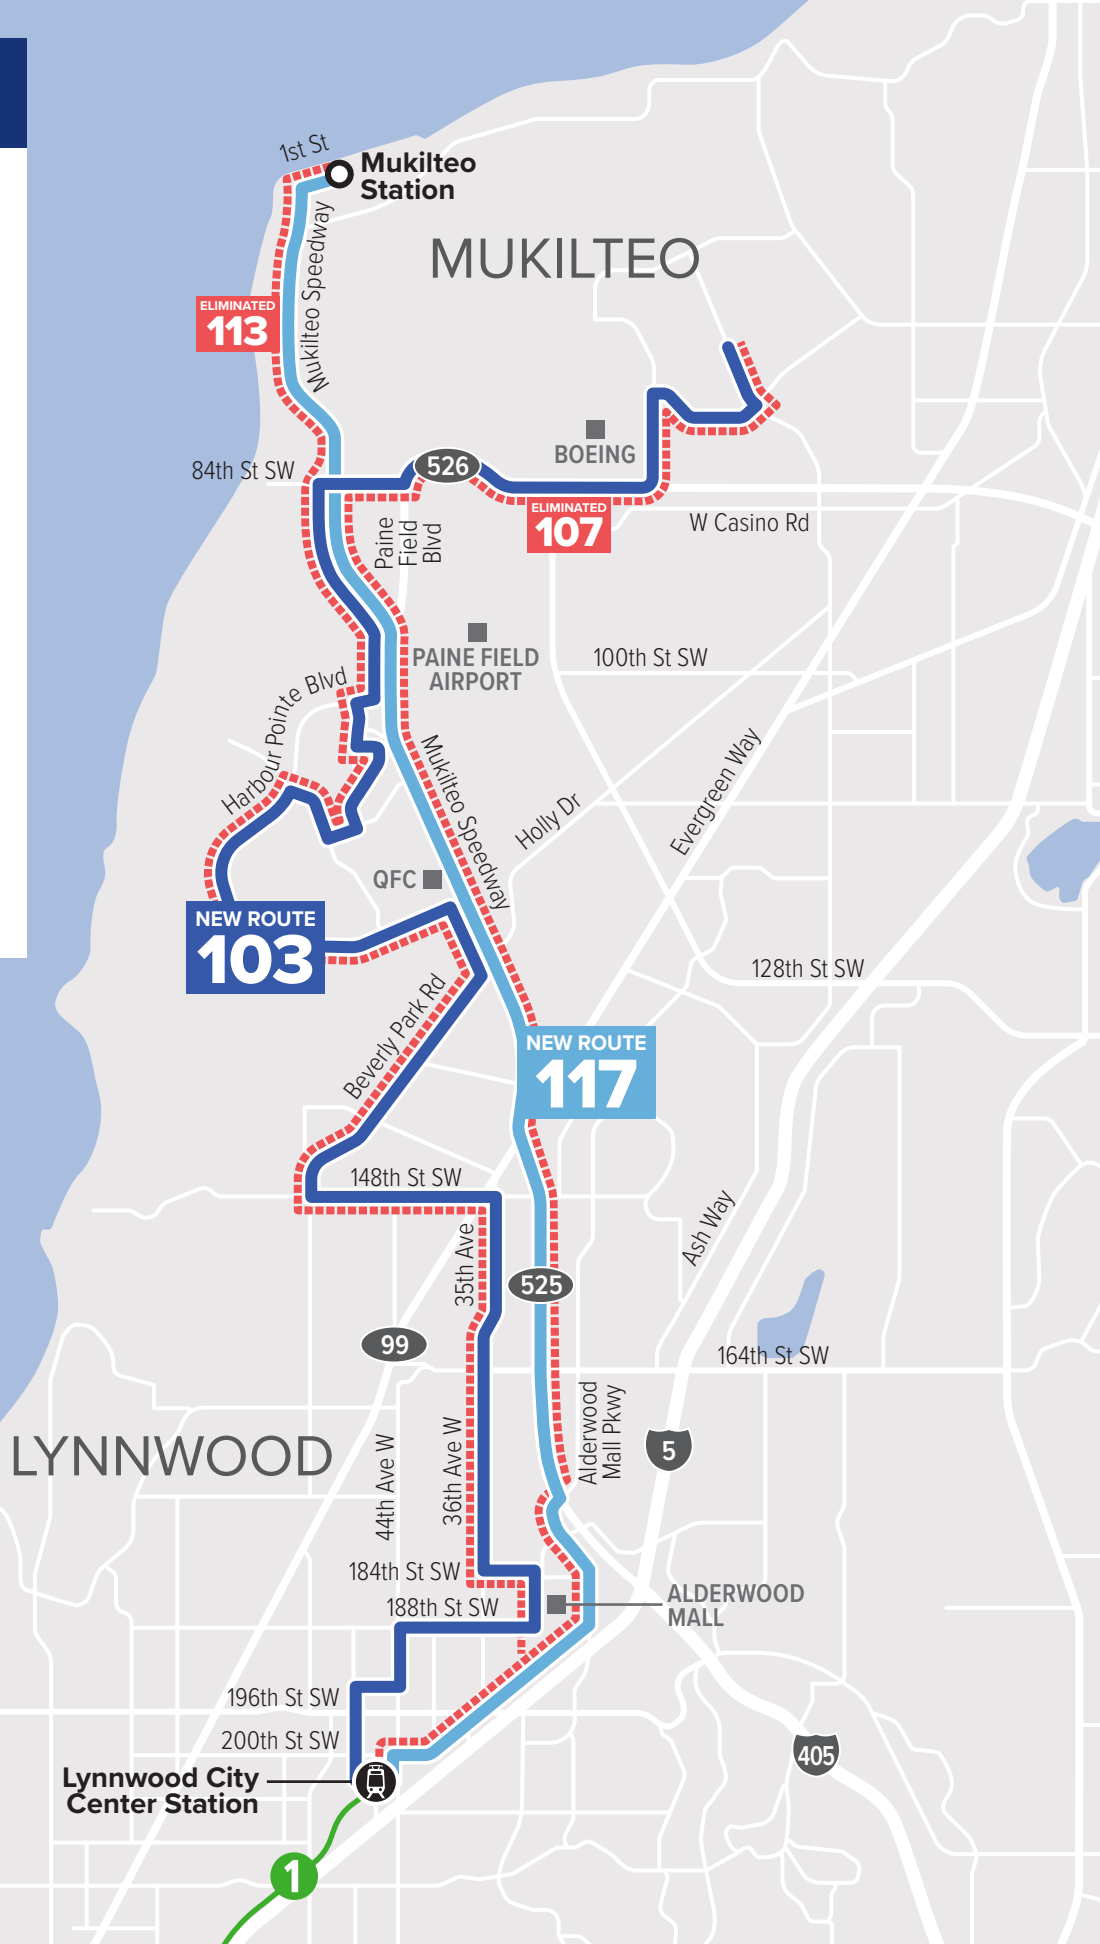 1st St
Mukilteo
Station
MUKILTEO
Mukilteo Speedway
ELIMINATED
113
84th St SW
526
BOEING
ELIMINATED
107
W Casino Rd
Paine
Field
Blvd
PAINE FIELD
AIRPORT
100th St SW
Harbour Pointe Blvd
Mukilteo Speedway
Holly Dr
Evergreen Way
QFC
NEW ROUTE
103
128th St SW
Beverly Park Rd
NEW ROUTE
117
148th St SW
35th Ave
525
Ash Way
99
164th St SW
Alderwood
Mall Pkwy
5
LYNNWOOD
44th Ave W
36th Ave W
184th St SW
188th St SW
ALDERWOOD
MALL
196th St SW
200th St SW
405
Lynnwood City
Center Station
1